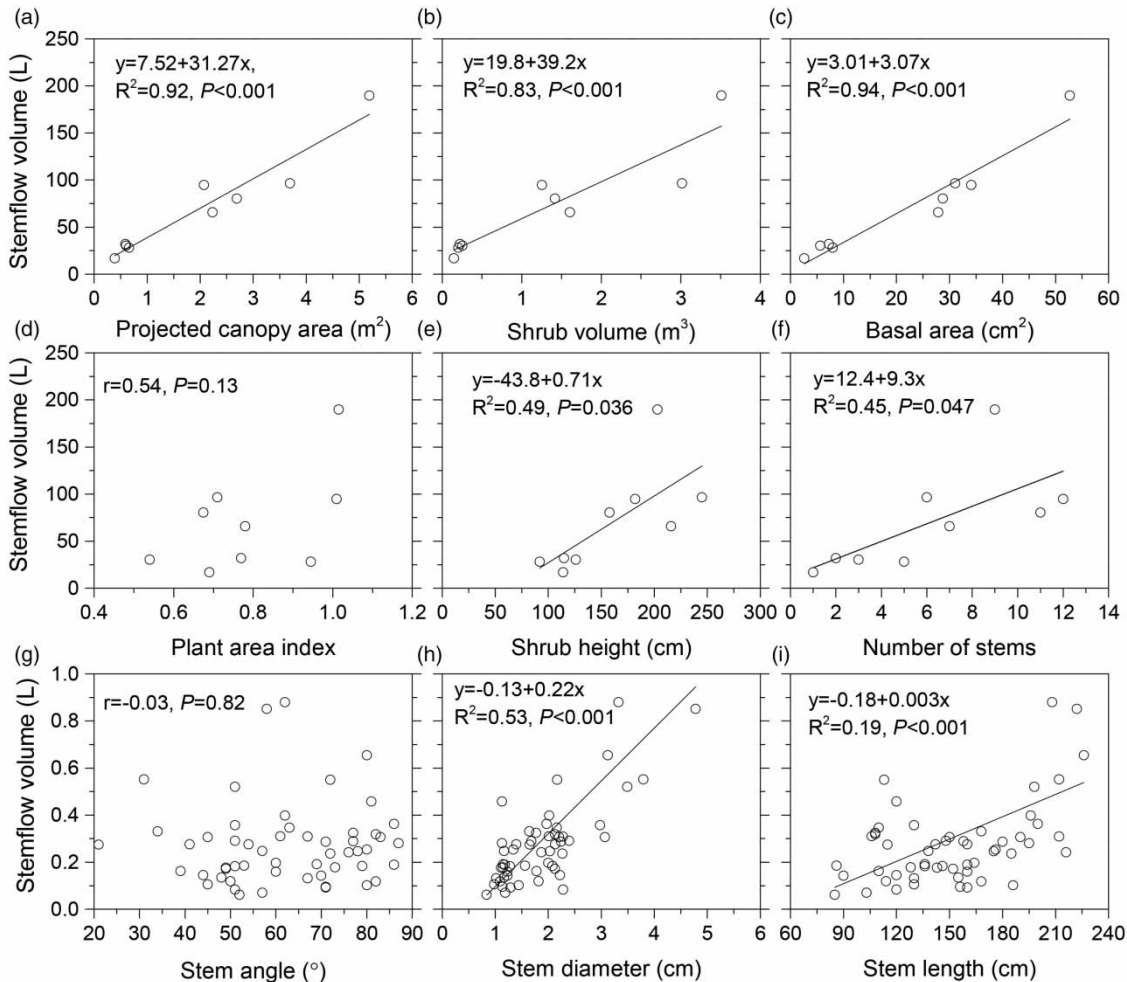 (a) (b) (c)
Stemflow volume (L)
250
200
150
100
50
0
y=7.52+31.27x,
R²=0.92, P<0.001
0 1 2 3 4 5 6
Projected canopy area (m²)
y=19.8+39.2x
R²=0.83, P<0.001
0 1 2 3 4
Shrub volume (m³)
y=3.01+3.07x
R²=0.94, P<0.001
0 10 20 30 40 50 60
Basal area (cm²)
(d) (e) (f)
Stemflow volume (L)
250
200
150
100
50
0
r=0.54, P=0.13
0.4 0.6 0.8 1.0 1.2
Plant area index
y=-43.8+0.71x
R²=0.49, P=0.036
0 50 100 150 200 250 300
Shrub height (cm)
y=12.4+9.3x
R²=0.45, P=0.047
0 2 4 6 8 10 12 14
Number of stems
(g) (h) (i)
Stemflow volume (L)
1.0
0.8
0.6
0.4
0.2
0.0
r=-0.03, P=0.82
20 30 40 50 60 70 80 90
Stem angle (°)
y=-0.13+0.22x
R²=0.53, P<0.001
0 1 2 3 4 5 6
Stem diameter (cm)
y=-0.18+0.003x
R²=0.19, P<0.001
60 90 120 150 180 210 240
Stem length (cm)